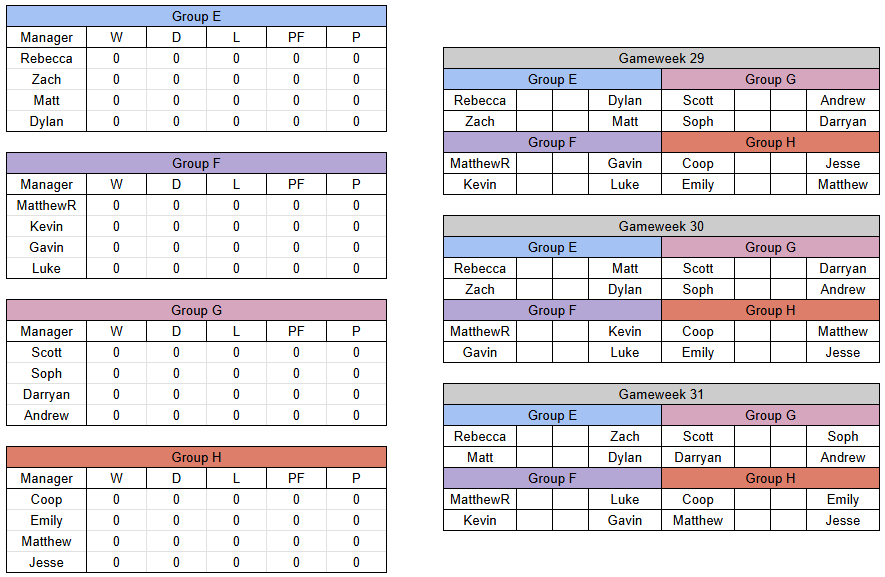 Group E
Manager W D L PF P
Rebecca 0 0 0 0 0
Zach 0 0 0 0 0
Matt 0 0 0 0 0
Dylan 0 0 0 0 0
Group F
Manager W D L PF P
MatthewR 0 0 0 0 0
Kevin 0 0 0 0 0
Gavin 0 0 0 0 0
Luke 0 0 0 0 0
Group G
Manager W D L PF P
Scott 0 0 0 0 0
Soph 0 0 0 0 0
Darryan 0 0 0 0 0
Andrew 0 0 0 0 0
Group H
Manager W D L PF P
Coop 0 0 0 0 0
Emily 0 0 0 0 0
Matthew 0 0 0 0 0
Jesse 0 0 0 0 0
Gameweek 29
Group E Group G
Rebecca Dylan Scott Andrew
Zach Matt Soph Darryan
Group F Group H
MatthewR Gavin Coop Jesse
Kevin Luke Emily Matthew
Gameweek 30
Group E Group G
Rebecca Matt Scott Darryan
Zach Dylan Soph Andrew
Group F Group H
MatthewR Kevin Coop Matthew
Gavin Luke Emily Jesse
Gameweek 31
Group E Group G
Rebecca Zach Scott Soph
Matt Dylan Darryan Andrew
Group F Group H
MatthewR Luke Coop Emily
Kevin Gavin Matthew Jesse